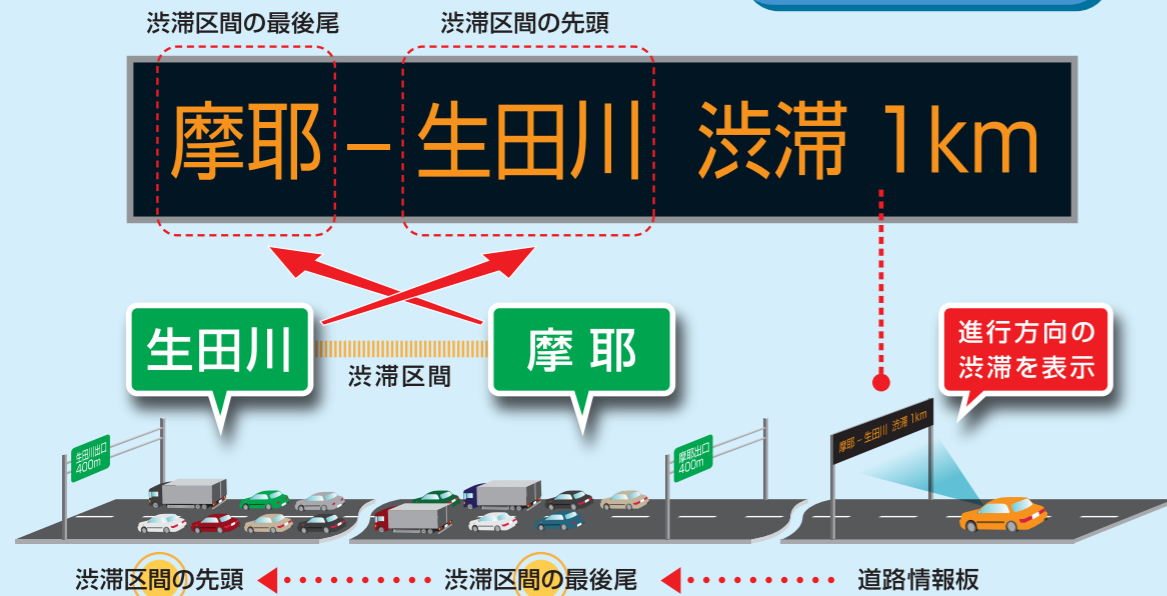 渋滞区間の最後尾
渋滞区間の先頭
摩耶－生田川 渋滞 1km
生田川
渋滞区間
摩 耶
進行方向の
渋滞を表示
生田川出口
400m
摩耶出口
400m
摩耶－生田川 渋滞 1km
渋滞区間の先頭
渋滞区間の最後尾
道路情報板